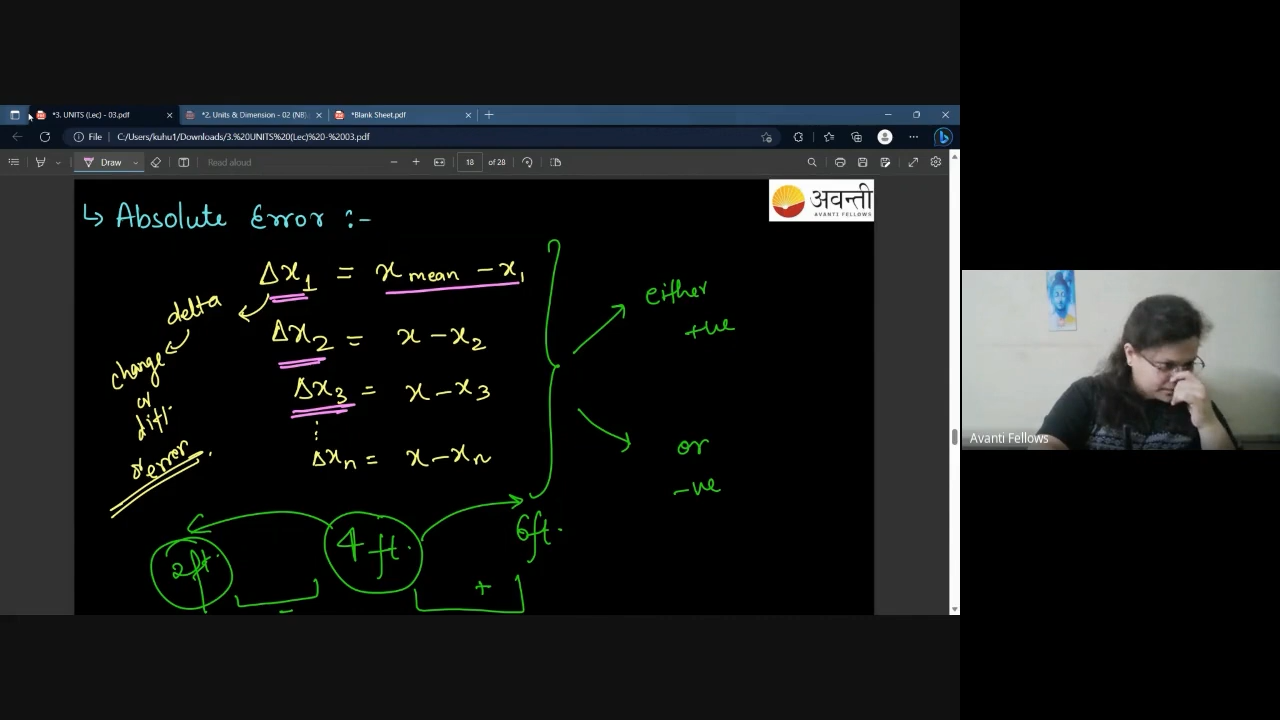 *3. UNITS (Lec) - 03.pdf
*2. Units & Dimension - 02 (NB).
*Blank Sheet.pdf
File
C:/Users/kuhu1/Downloads/3.%20UNITS%20(Lec)%20-%2003.pdf
Draw
Read aloud
18 of 28
↳ Absolute Error :-
अवन्ती
AVANTI FELLOWS
Δx₁ = x mean - x₁
delta
change
or
diff.
or error.
Δx₂ = x - x₂
Δx₃ = x - x₃
⋮
Δxₙ = x - xₙ
either
+ve
or
-ve
2ft.
4 ft.
6ft.
-
+
Avanti Fellows